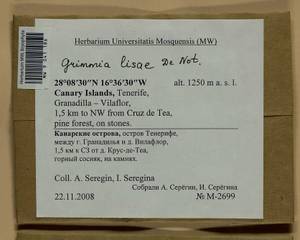 Herbarium Universitatis Mosquensis (MW)
Grimmia lisae De Not.
28°08'30"N 16°36'30"W alt. 1250 m a. s. l.
Canary Islands, Tenerife,
Granadilla – Vilaflor,
1,5 km to NW from Cruz de Tea,
pine forest, on stones.
Канарские острова, остров Тенерифе,
между г. Гранадилья и д. Вилафлор,
1,5 км к СЗ от д. Крус-де-Теа,
горный сосняк, на камнях.
Coll. A. Seregin, I. Seregina
Собрали А. Серёгин, И. Серёгина
22.11.2008 № M-2699